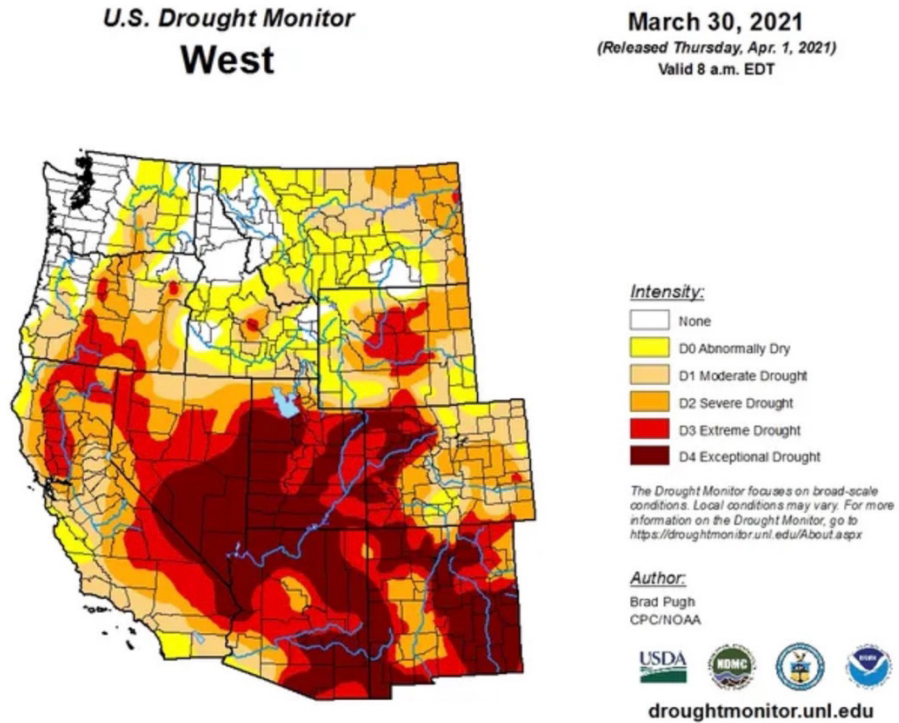 U.S. Drought Monitor
West
March 30, 2021
(Released Thursday, Apr. 1, 2021)
Valid 8 a.m. EDT
Intensity:
None
D0 Abnormally Dry
D1 Moderate Drought
D2 Severe Drought
D3 Extreme Drought
D4 Exceptional Drought
The Drought Monitor focuses on broad-scale
conditions. Local conditions may vary. For more
information on the Drought Monitor, go to
https://droughtmonitor.unl.edu/About.aspx
Author:
Brad Pugh
CPC/NOAA
USDA
NDMC
droughtmonitor.unl.edu